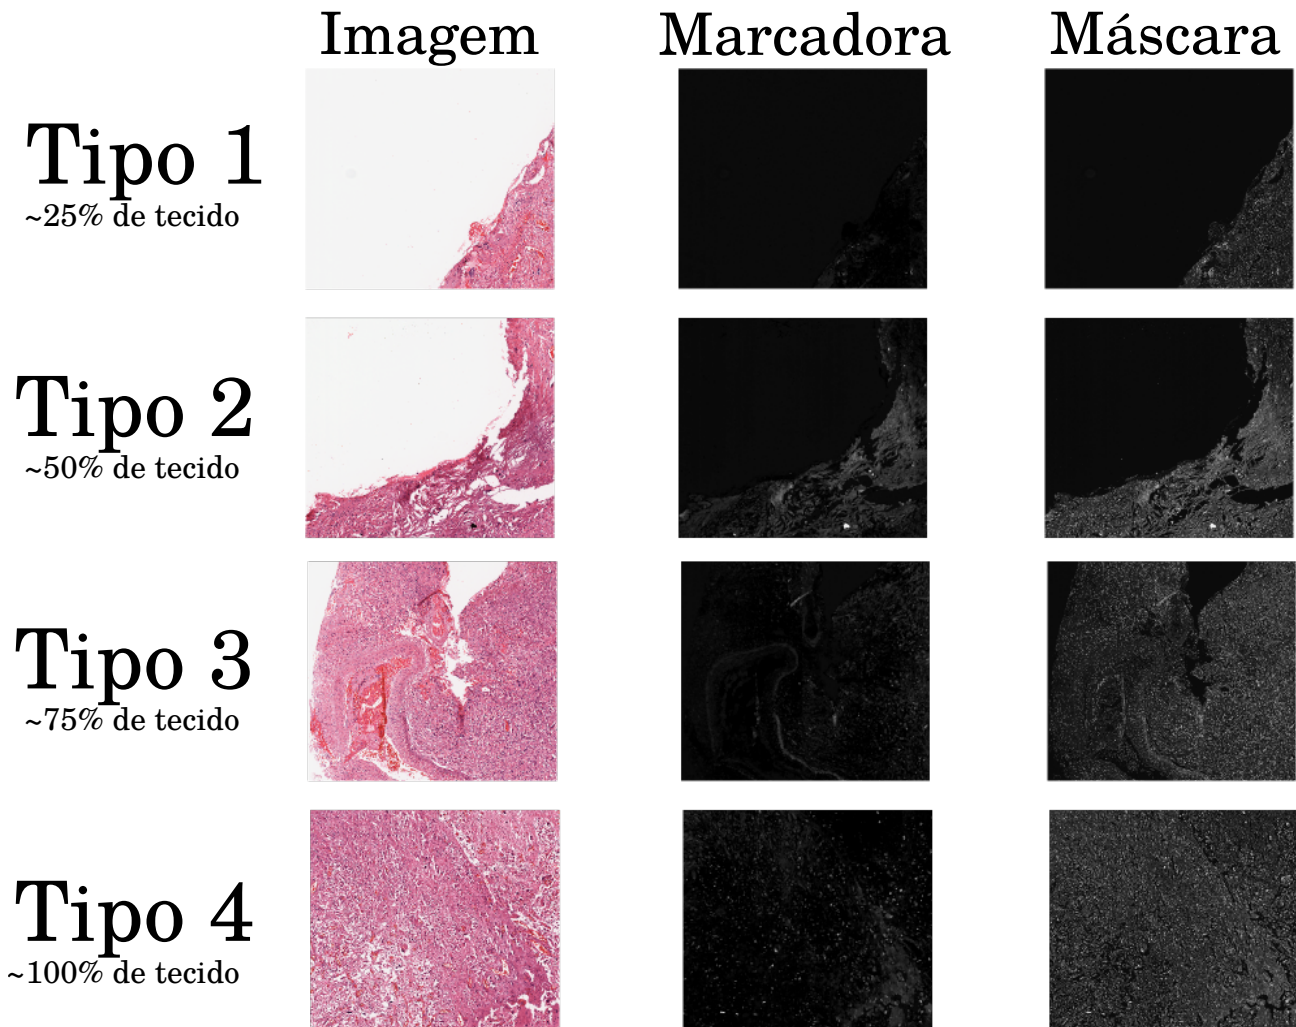 Imagem Marcadora Máscara
Tipo 1
~25% de tecido
Tipo 2
~50% de tecido
Tipo 3
~75% de tecido
Tipo 4
~100% de tecido